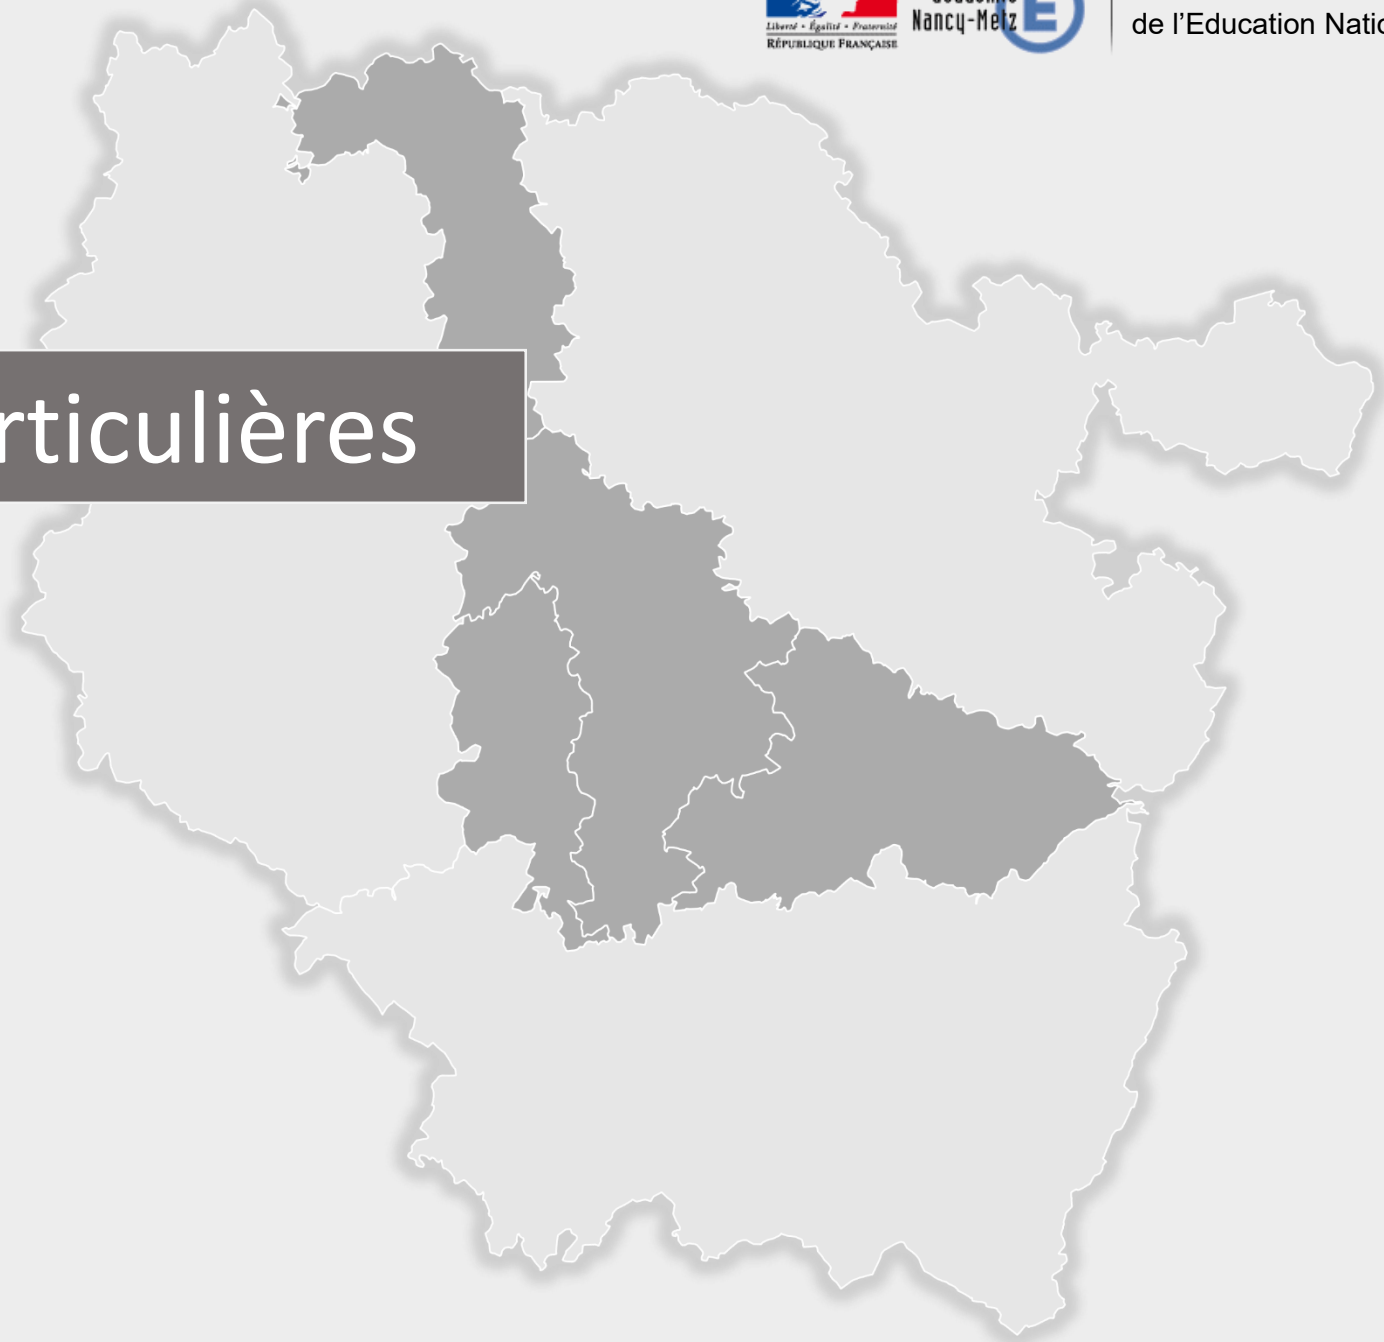 Liberté • Égalité • Fraternité
RÉPUBLIQUE FRANÇAISE
Nancy-Metz
E
de l'Education Natio
rticulières